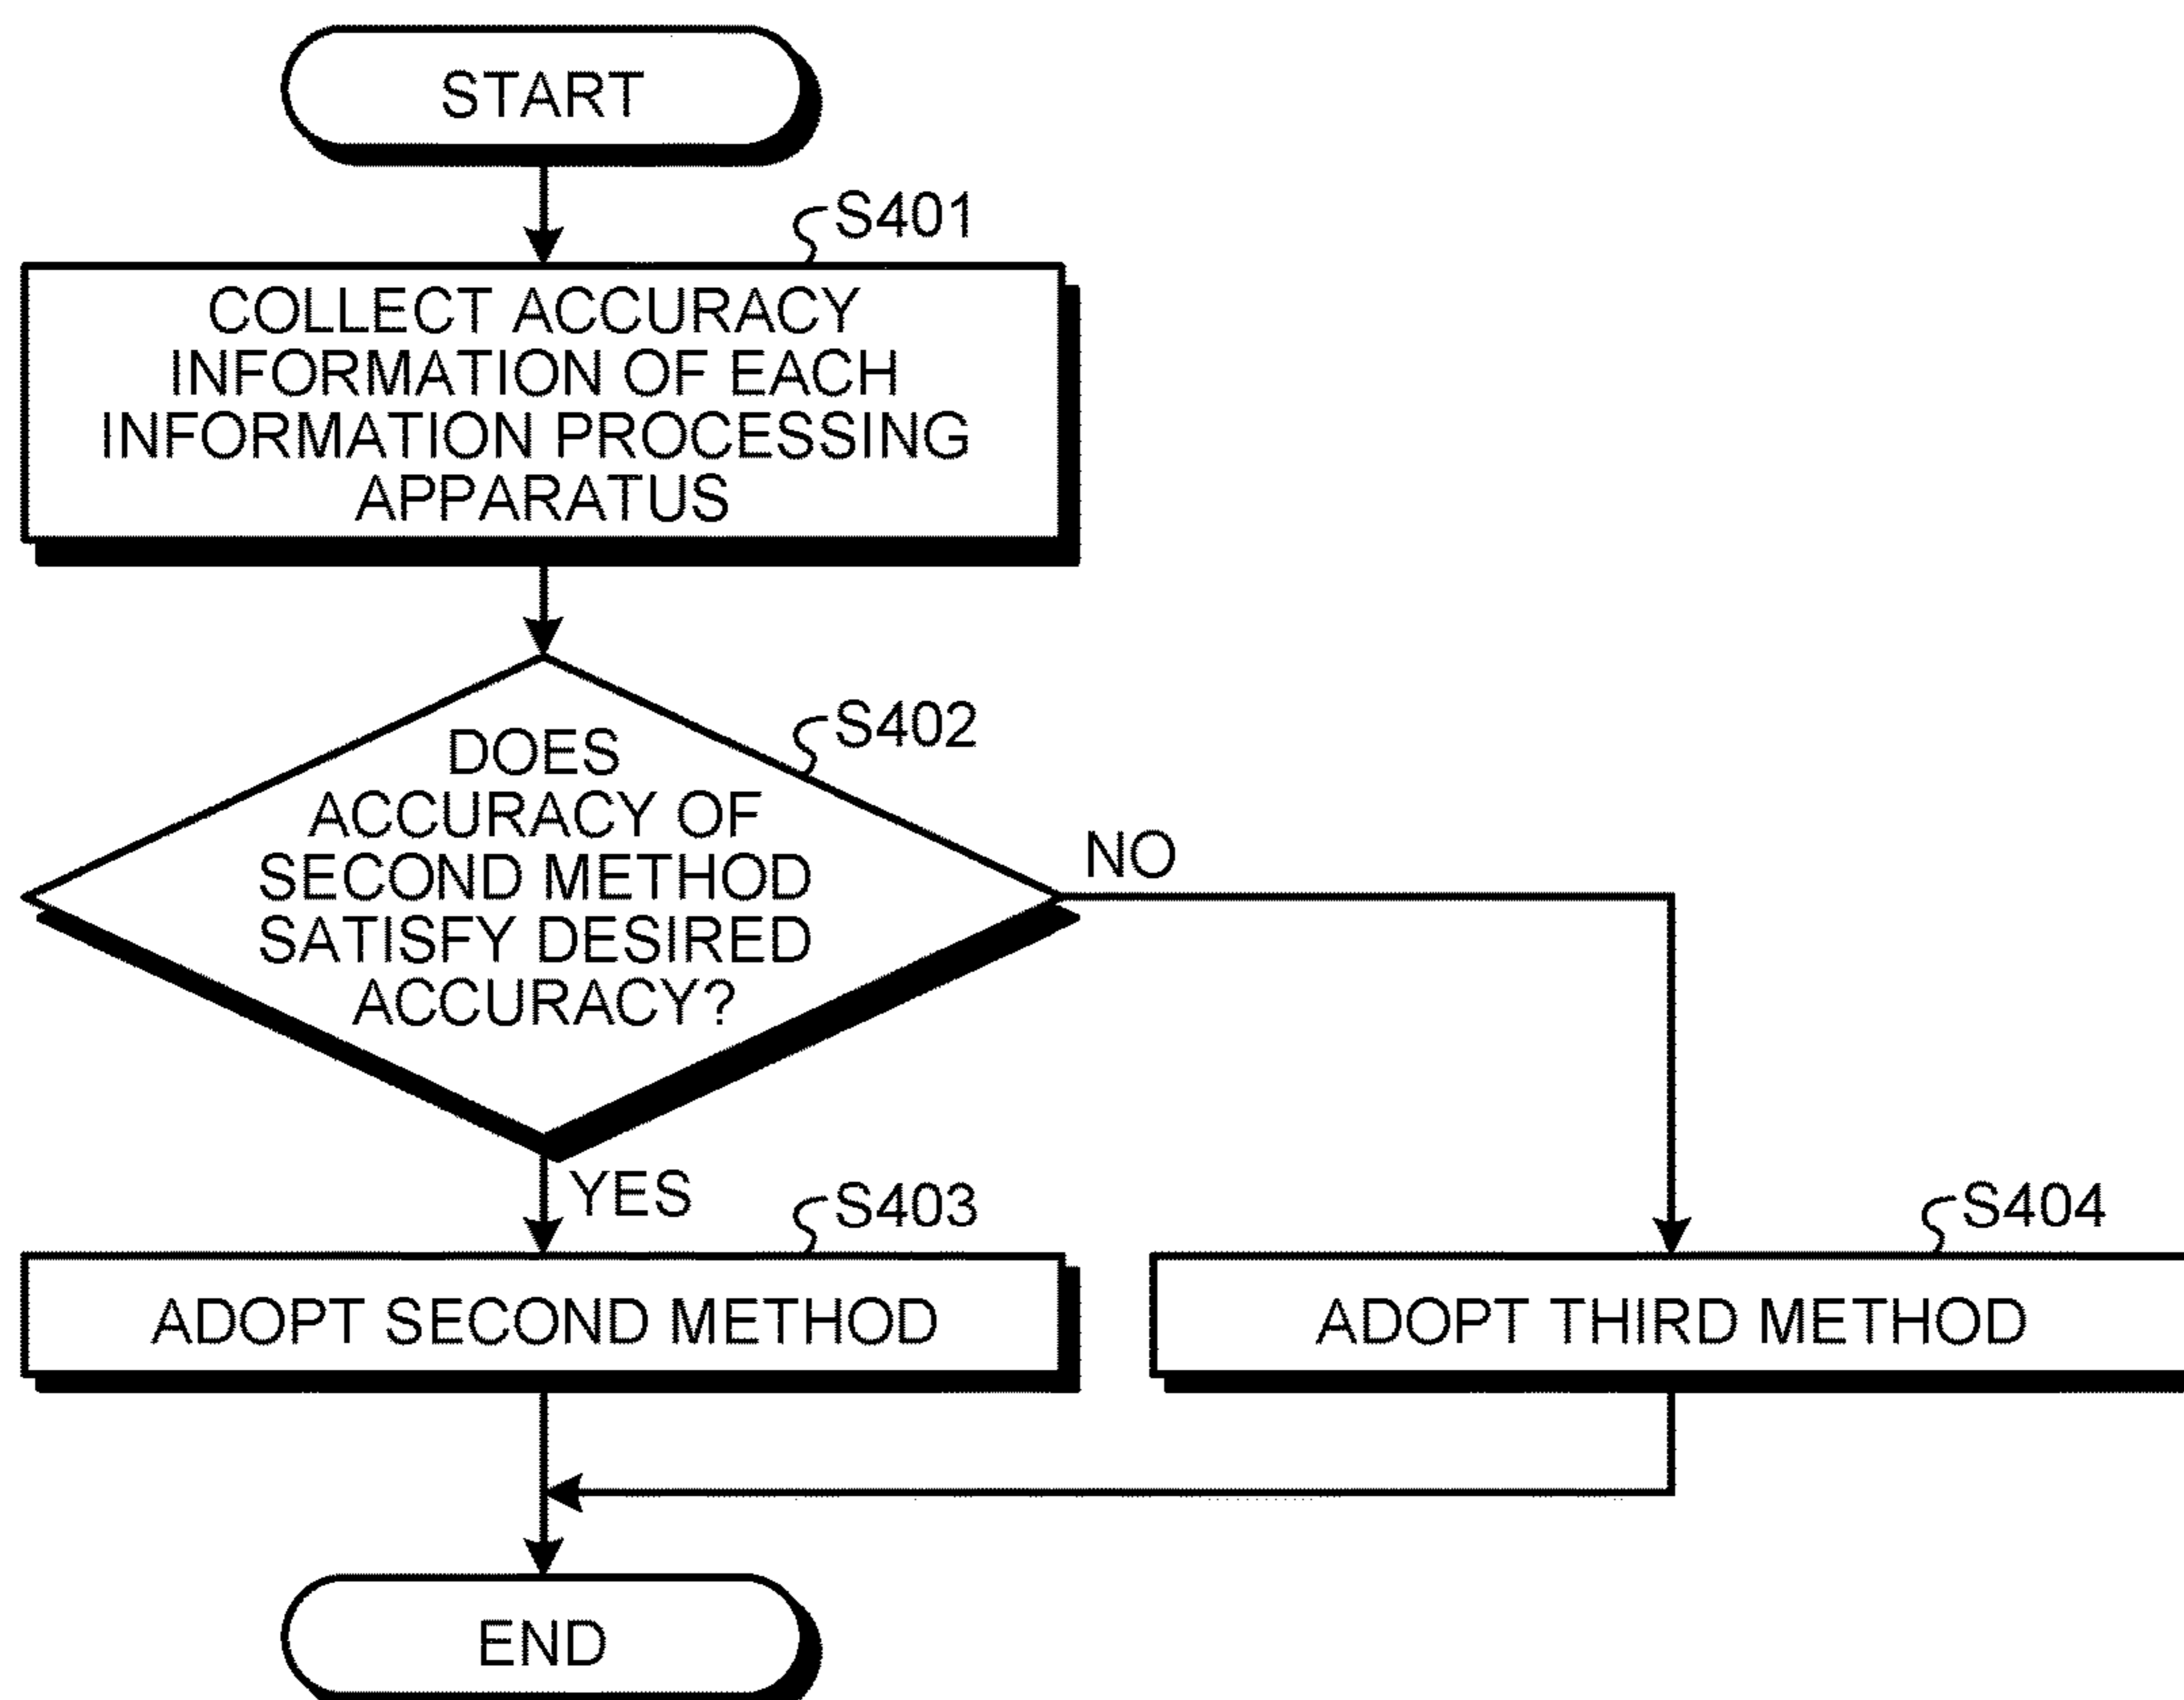 START
S401
COLLECT ACCURACY
INFORMATION OF EACH
INFORMATION PROCESSING
APPARATUS
S402
DOES
ACCURACY OF
SECOND METHOD
SATISFY DESIRED
ACCURACY?
NO
YES
S403
ADOPT SECOND METHOD
S404
ADOPT THIRD METHOD
END